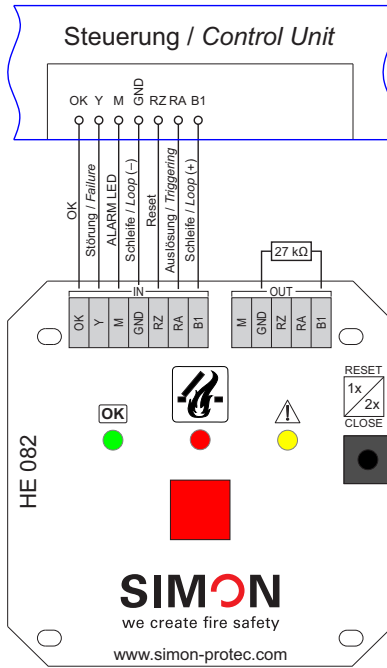 Steuerung / Control Unit
OK Y M GND RZ RA B1
OK
Störung / Failure
ALARM LED
Schleife / Loop (–)
Reset
Auslösung / Triggering
Schleife / Loop (+)
27 kΩ
IN
OUT
OK Y M GND RZ RA B1
M GND RZ RA B1
RESET
1x
2x
CLOSE
OK
HE 082
SIMON
we create fire safety
www.simon-protec.com